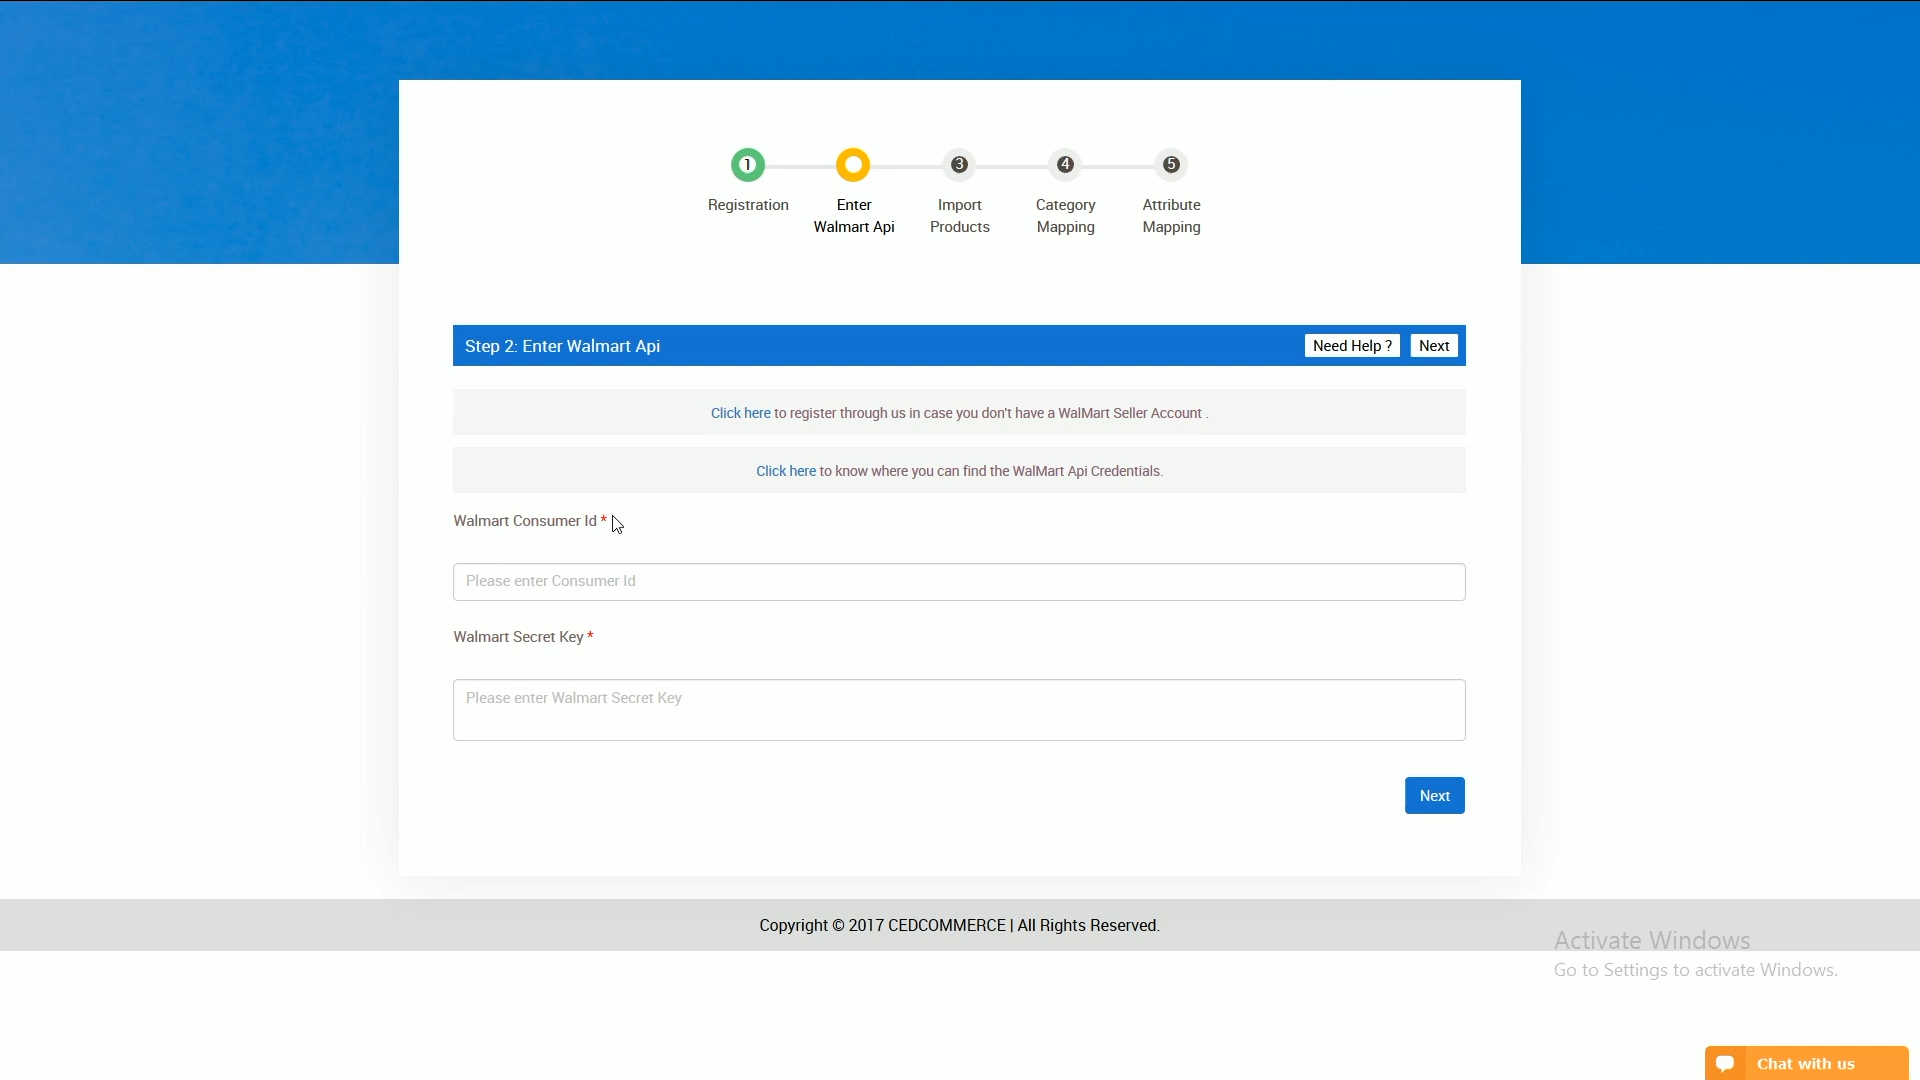 1
3
4
5
Registration
Enter
Walmart Api
Import
Products
Category
Mapping
Attribute
Mapping
Step 2: Enter Walmart Api
Need Help ?
Next
Click here to register through us in case you don't have a WalMart Seller Account .
Click here to know where you can find the WalMart Api Credentials.
Walmart Consumer Id *
Please enter Consumer Id
Walmart Secret Key *
Please enter Walmart Secret Key
Next
Copyright © 2017 CEDCOMMERCE | All Rights Reserved.
Activate Windows
Go to Settings to activate Windows.
Chat with us